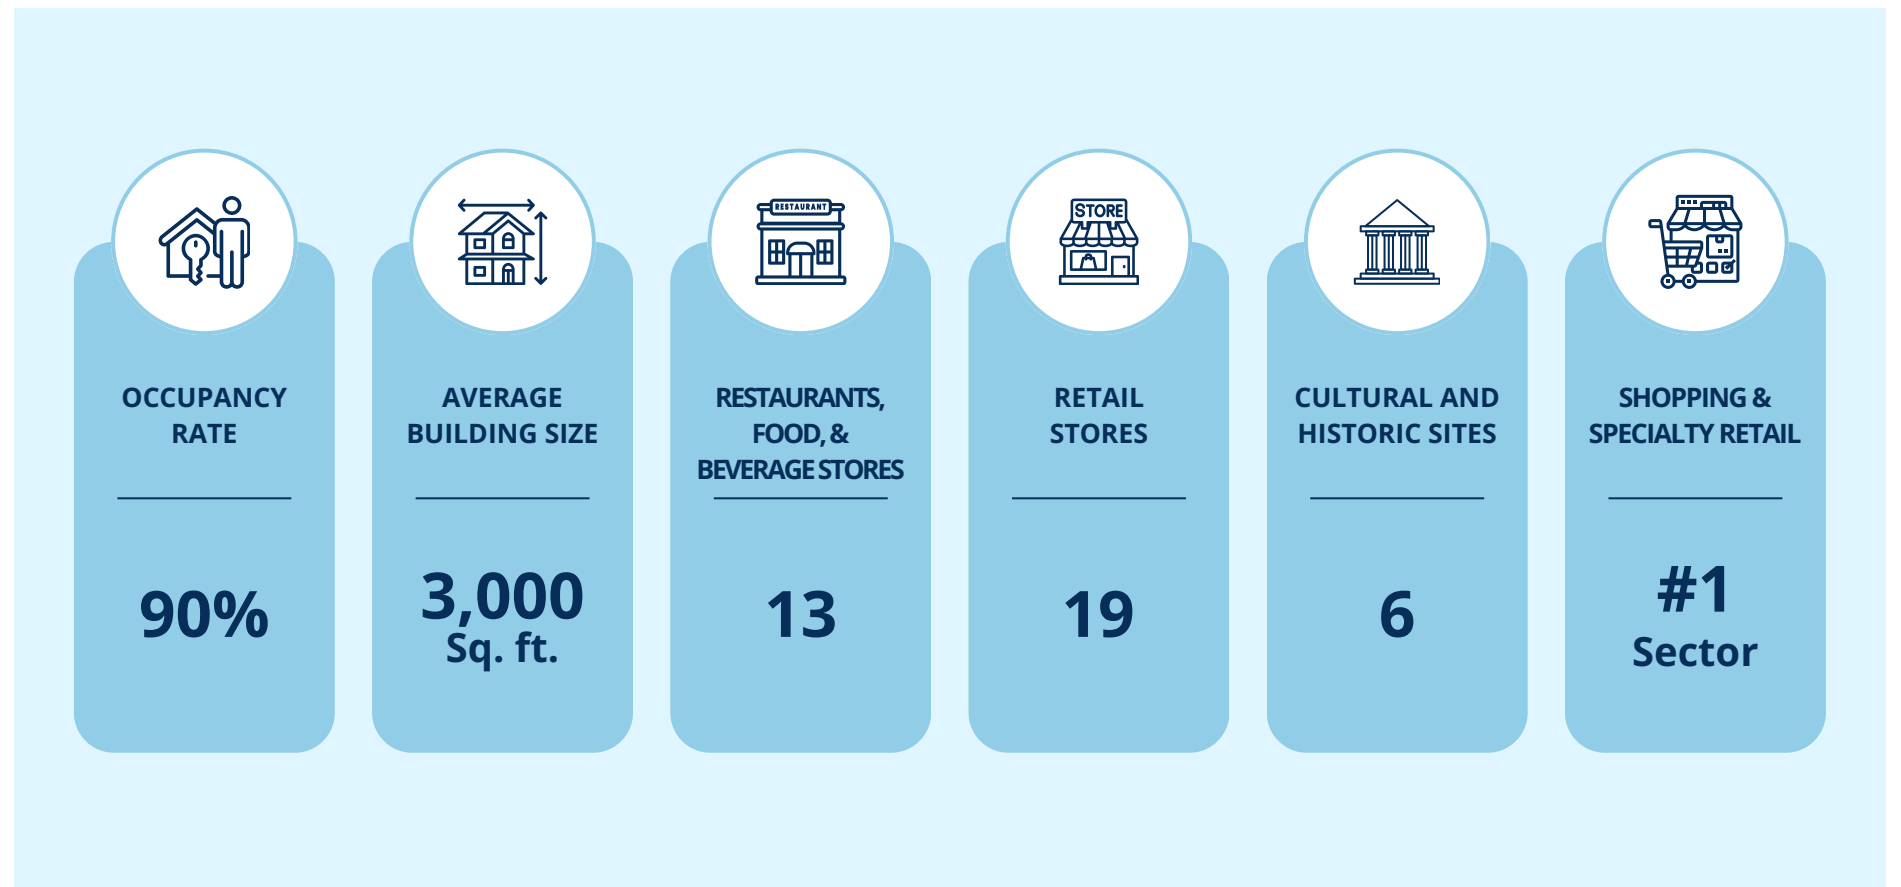 RESTAURANT
STORE
OCCUPANCY
RATE
90%
AVERAGE
BUILDING SIZE
3,000
Sq. ft.
RESTAURANTS,
FOOD, &
BEVERAGE STORES
13
RETAIL
STORES
19
CULTURAL AND
HISTORIC SITES
6
SHOPPING &
SPECIALTY RETAIL
#1
Sector